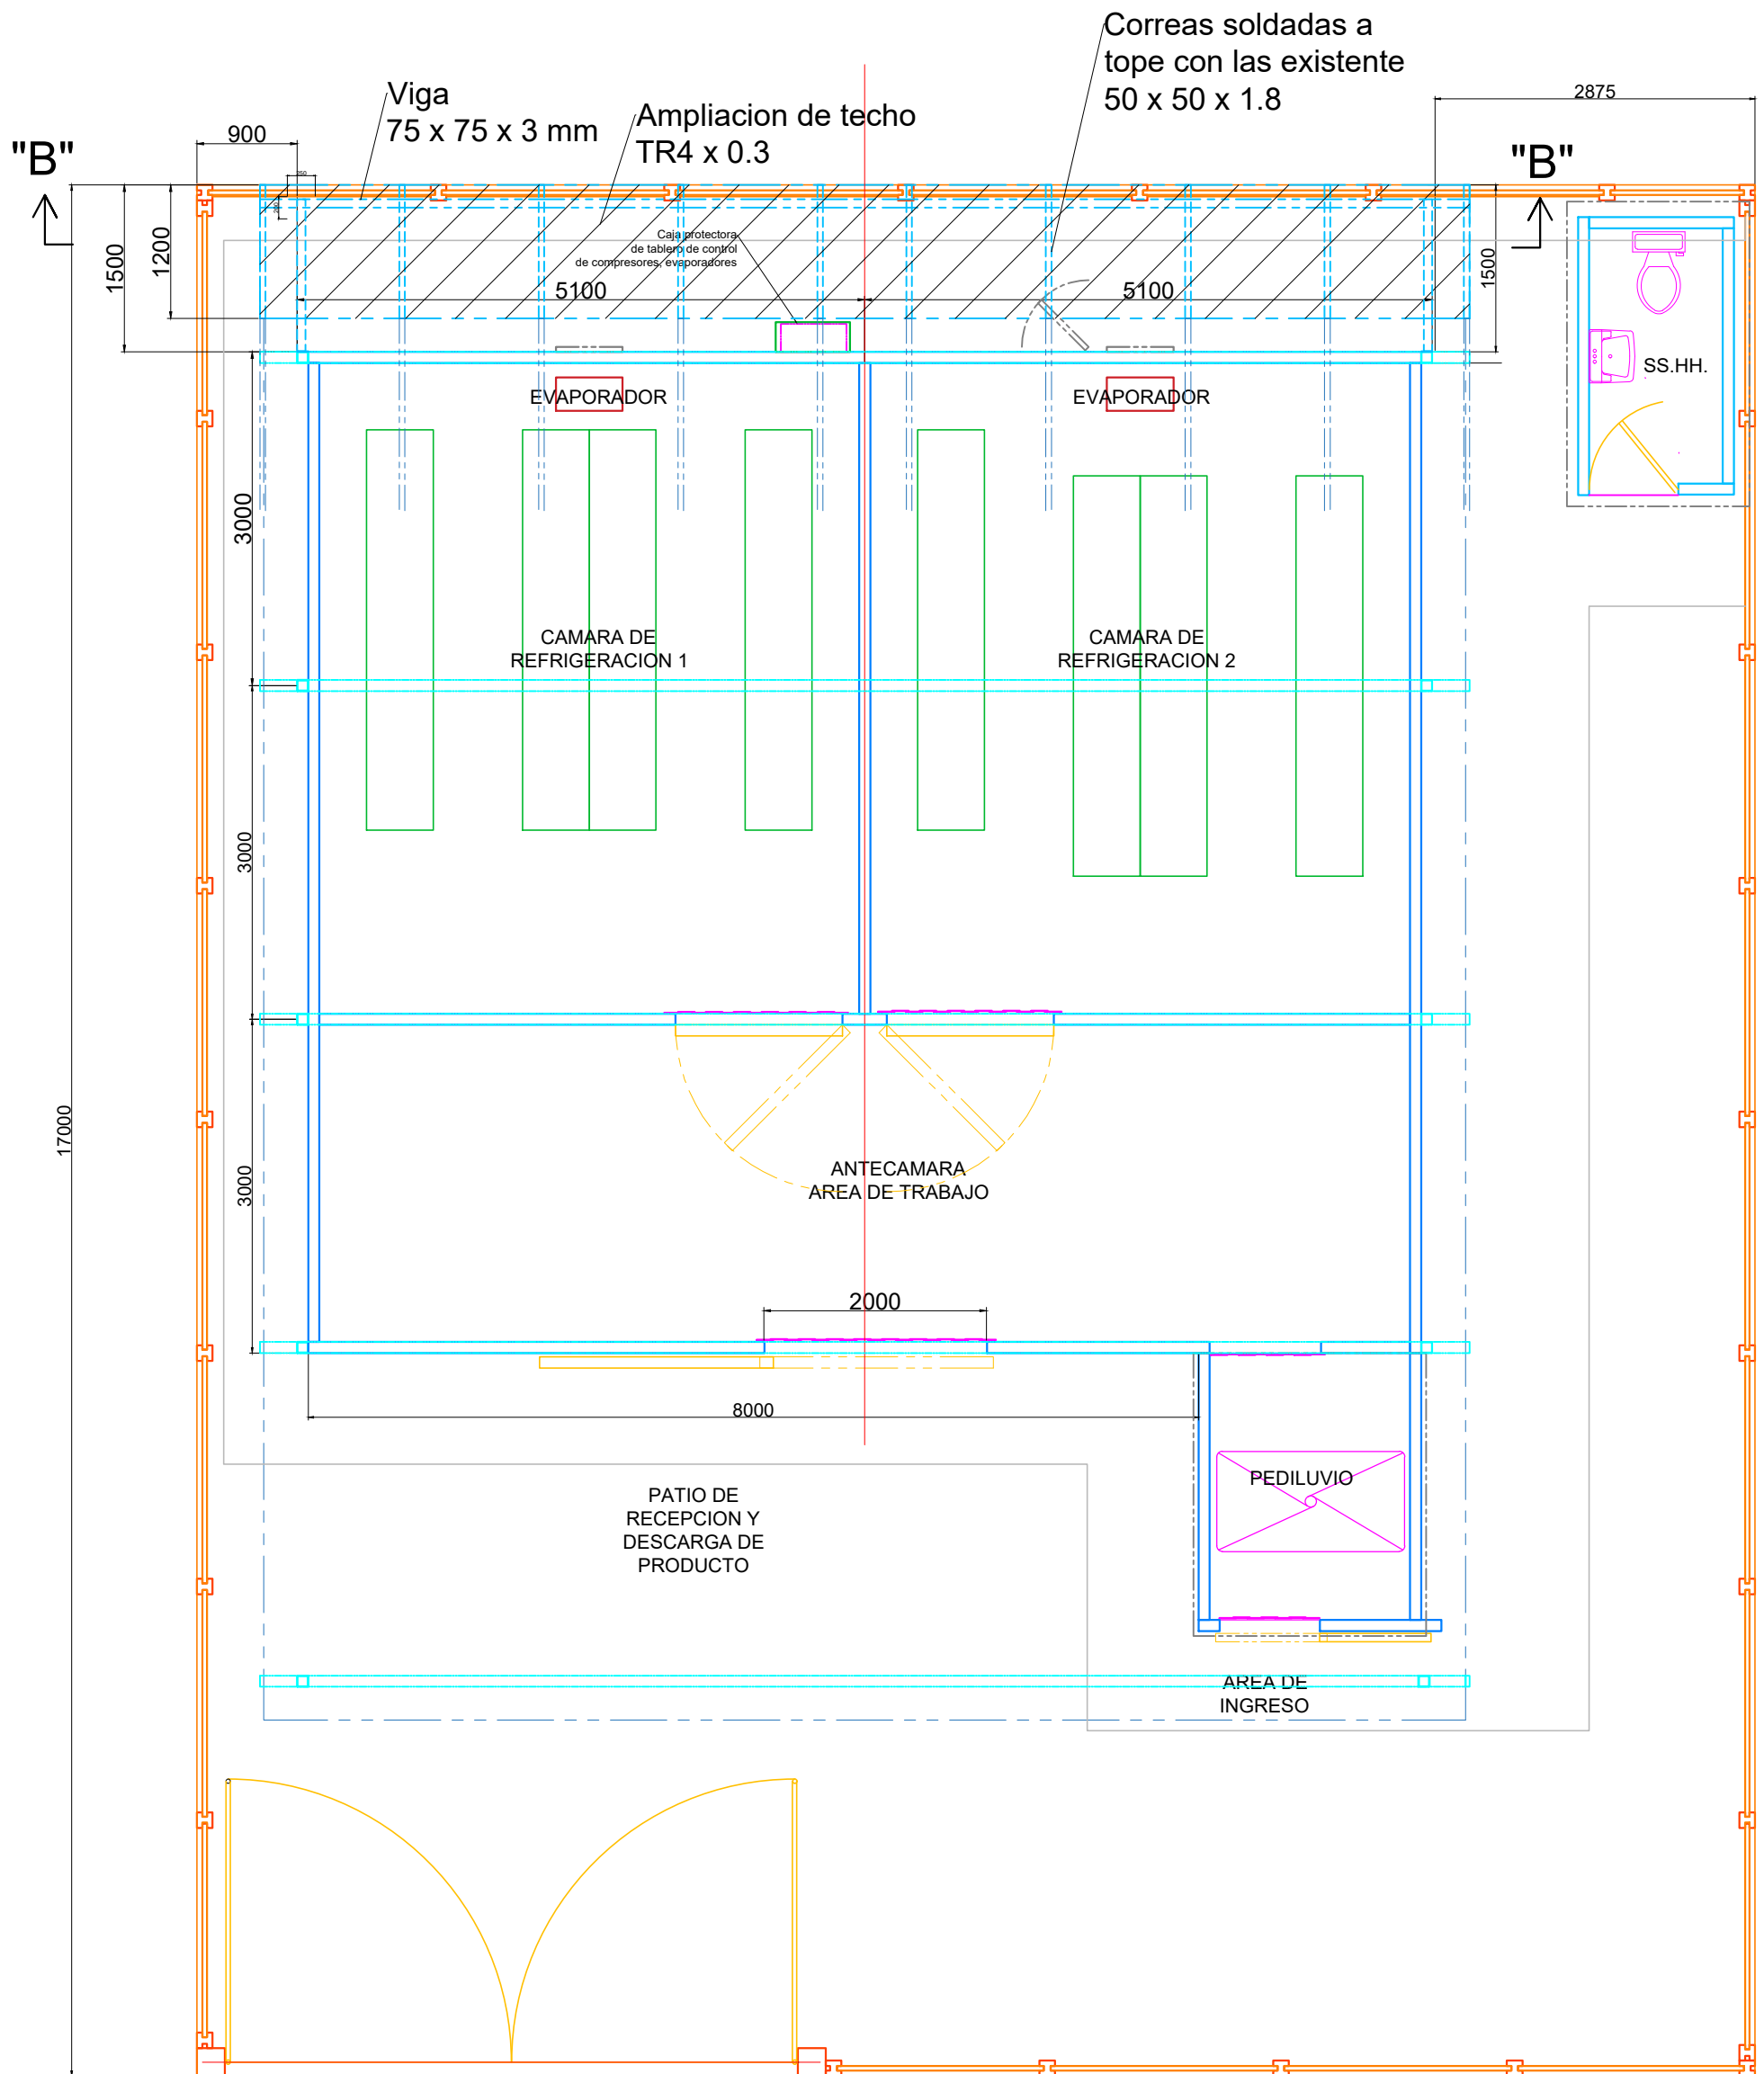 Correas soldadas a
tope con las existente
50 x 50 x 1.8
Viga
75 x 75 x 3 mm
Ampliacion de techo
TR4 x 0.3
2875
900
"B"
"B"
1500
1200
Caja protectora
de tablero de control
de compresores, evaporadores
1500
5100
5100
SS.HH.
EVAPORADOR
EVAPORADOR
3000
CAMARA DE
REFRIGERACION 1
CAMARA DE
REFRIGERACION 2
3000
17000
3000
ANTECAMARA
AREA DE TRABAJO
2000
8000
PEDILUVIO
PATIO DE
RECEPCION Y
DESCARGA DE
PRODUCTO
AREA DE
INGRESO